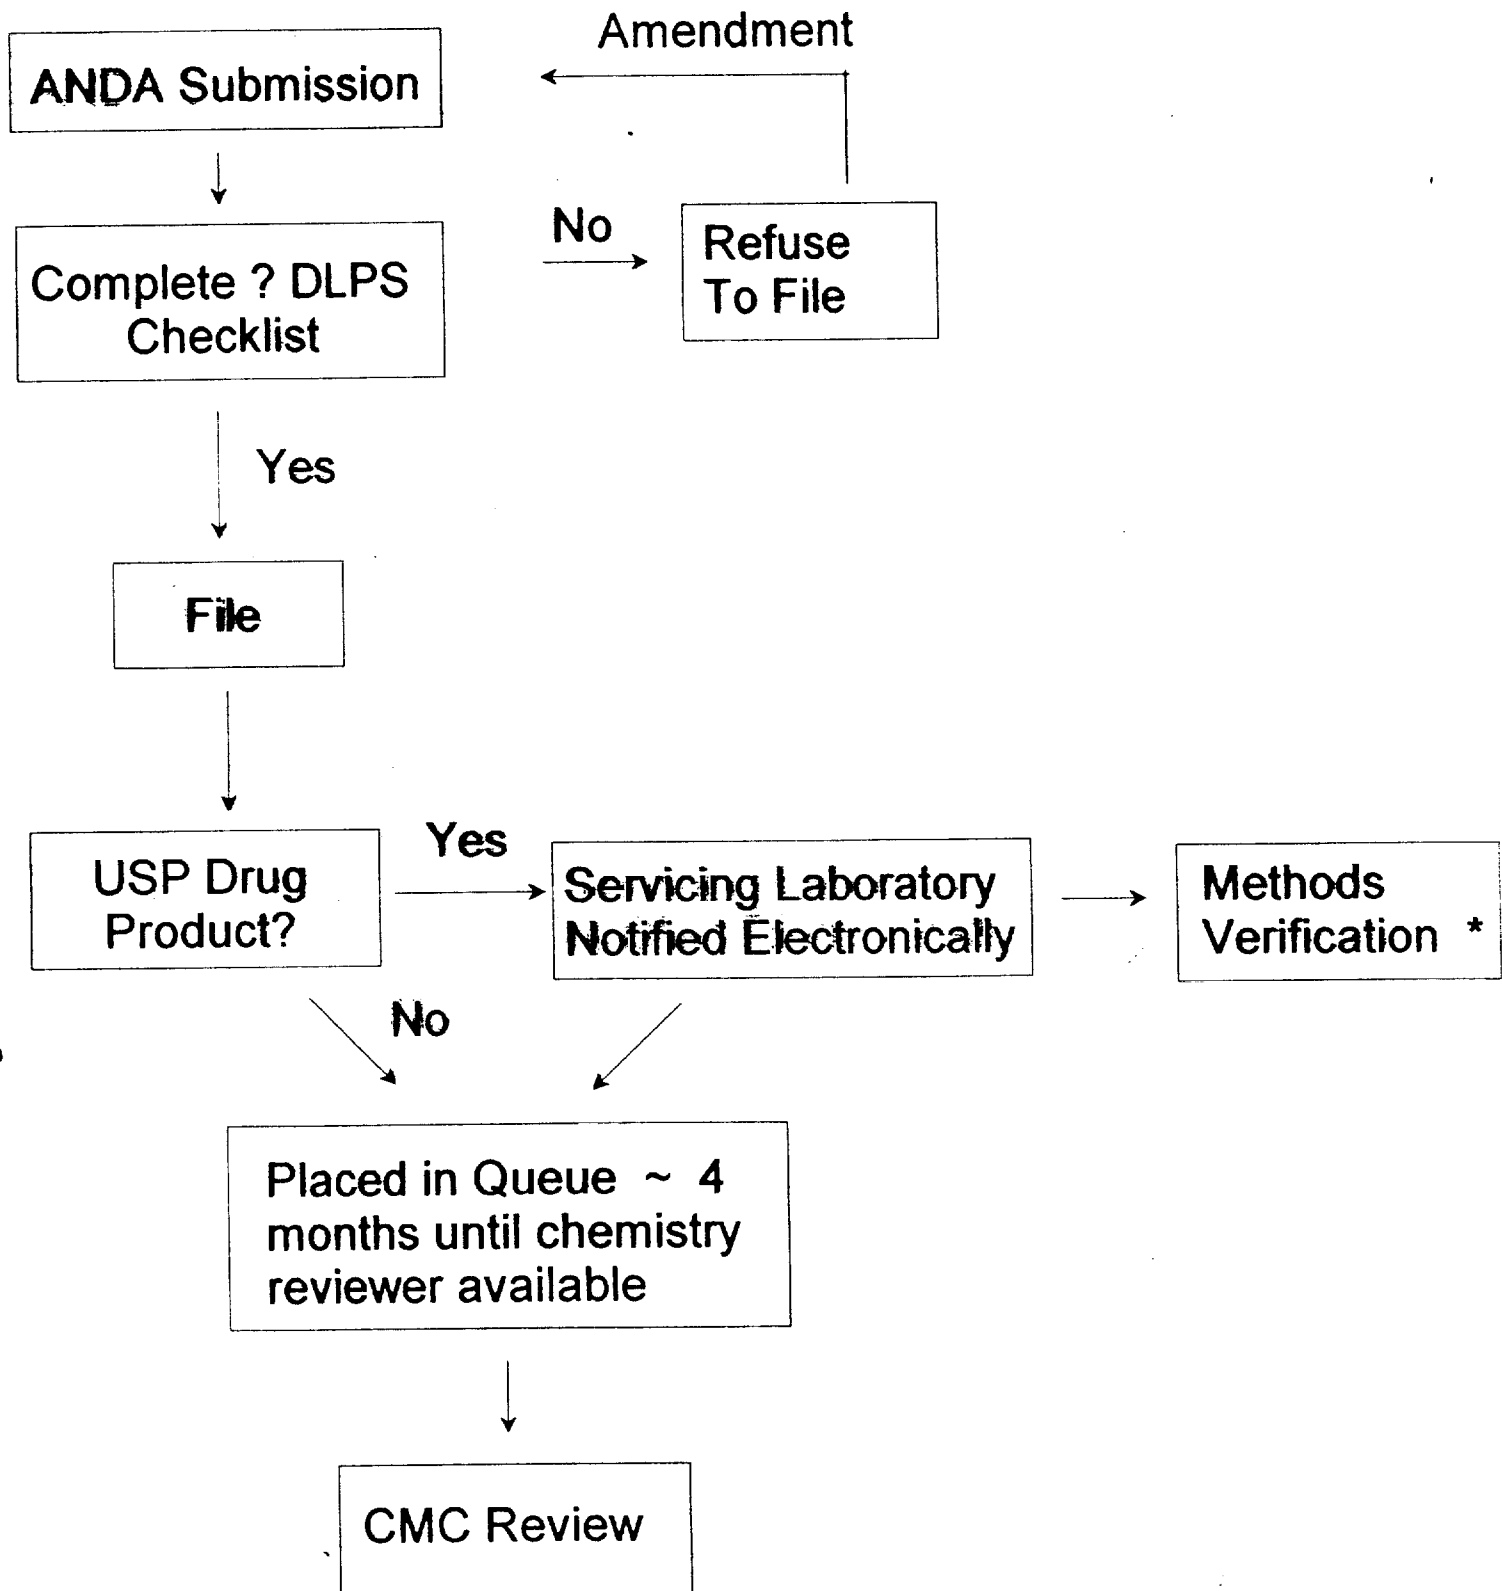 Amendment
ANDA Submission
No
Refuse
To File
Complete ? DLPS
Checklist
Yes
File
USP Drug
Product?
Yes
Servicing Laboratory
Notified Electronically
Methods
Verification *
No
Placed in Queue ~ 4
months until chemistry
reviewer available
CMC Review